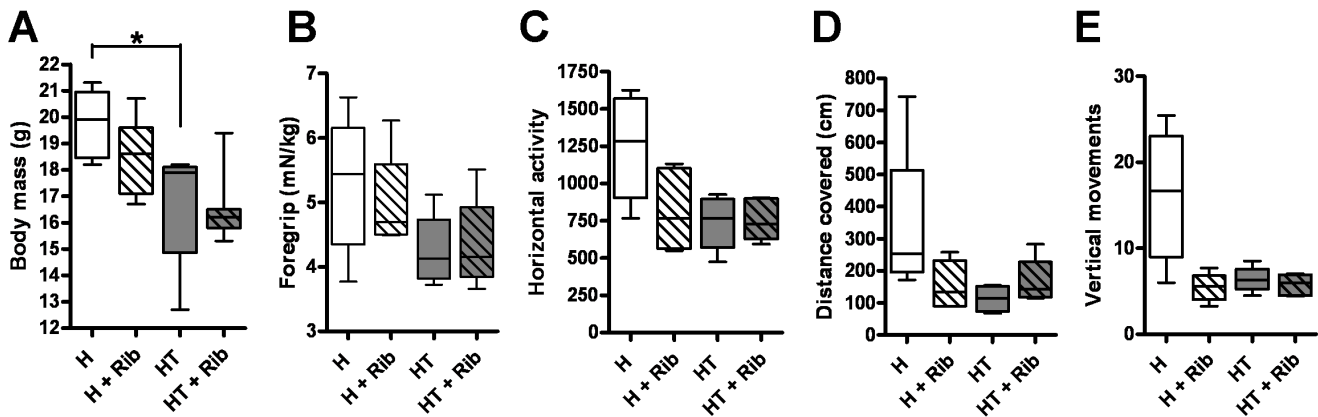 A
*
Body mass (g)
22
21
20
19
18
17
16
15
14
13
12
H
H + Rib
HT
HT + Rib
B
Foregrip (mN/kg)
7
6
5
4
3
H
H + Rib
HT
HT + Rib
C
Horizontal activity
1750
1500
1250
1000
750
500
250
0
H
H + Rib
HT
HT + Rib
D
Distance covered (cm)
800
700
600
500
400
300
200
100
0
H
H + Rib
HT
HT + Rib
E
Vertical movements
30
20
10
0
H
H + Rib
HT
HT + Rib